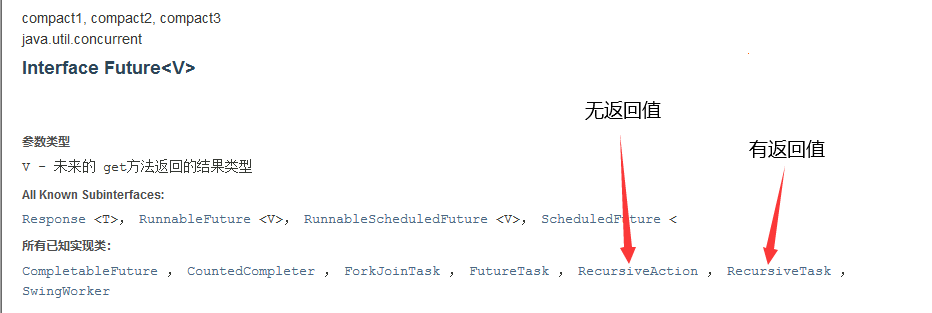 compact1, compact2, compact3
java.util.concurrent
Interface Future<V>
无返回值
有返回值
参数类型
V - 未来的 get方法返回的结果类型
All Known Subinterfaces:
Response <T>, RunnableFuture <V>, RunnableScheduledFuture <V>, ScheduledFuture <
所有已知实现类:
CompletableFuture , CountedCompleter , ForkJoinTask , FutureTask , RecursiveAction , RecursiveTask ,
SwingWorker